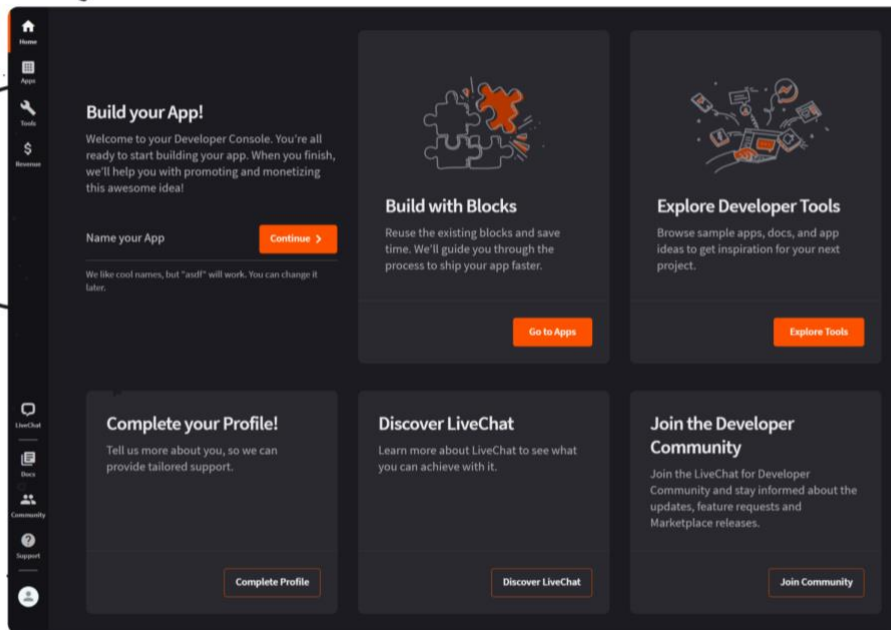 Home
Apps
Tools
$
Revenue
LiveChat
Docs
Community
?
Support
Build your App!
Welcome to your Developer Console. You're all
ready to start building your app. When you finish,
we'll help you with promoting and monetizing
this awesome idea!
Name your App
Continue >
We like cool names, but "asdf" will work. You can change it
later.
Build with Blocks
Reuse the existing blocks and save
time. We'll guide you through the
process to ship your app faster.
Go to Apps
Explore Developer Tools
Browse sample apps, docs, and app
ideas to get inspiration for your next
project.
Explore Tools
Complete your Profile!
Tell us more about you, so we can
provide tailored support.
Complete Profile
Discover LiveChat
Learn more about LiveChat to see what
you can achieve with it.
Discover LiveChat
Join the Developer
Community
Join the LiveChat for Developer
Community and stay informed about the
updates, feature requests and
Marketplace releases.
Join Community